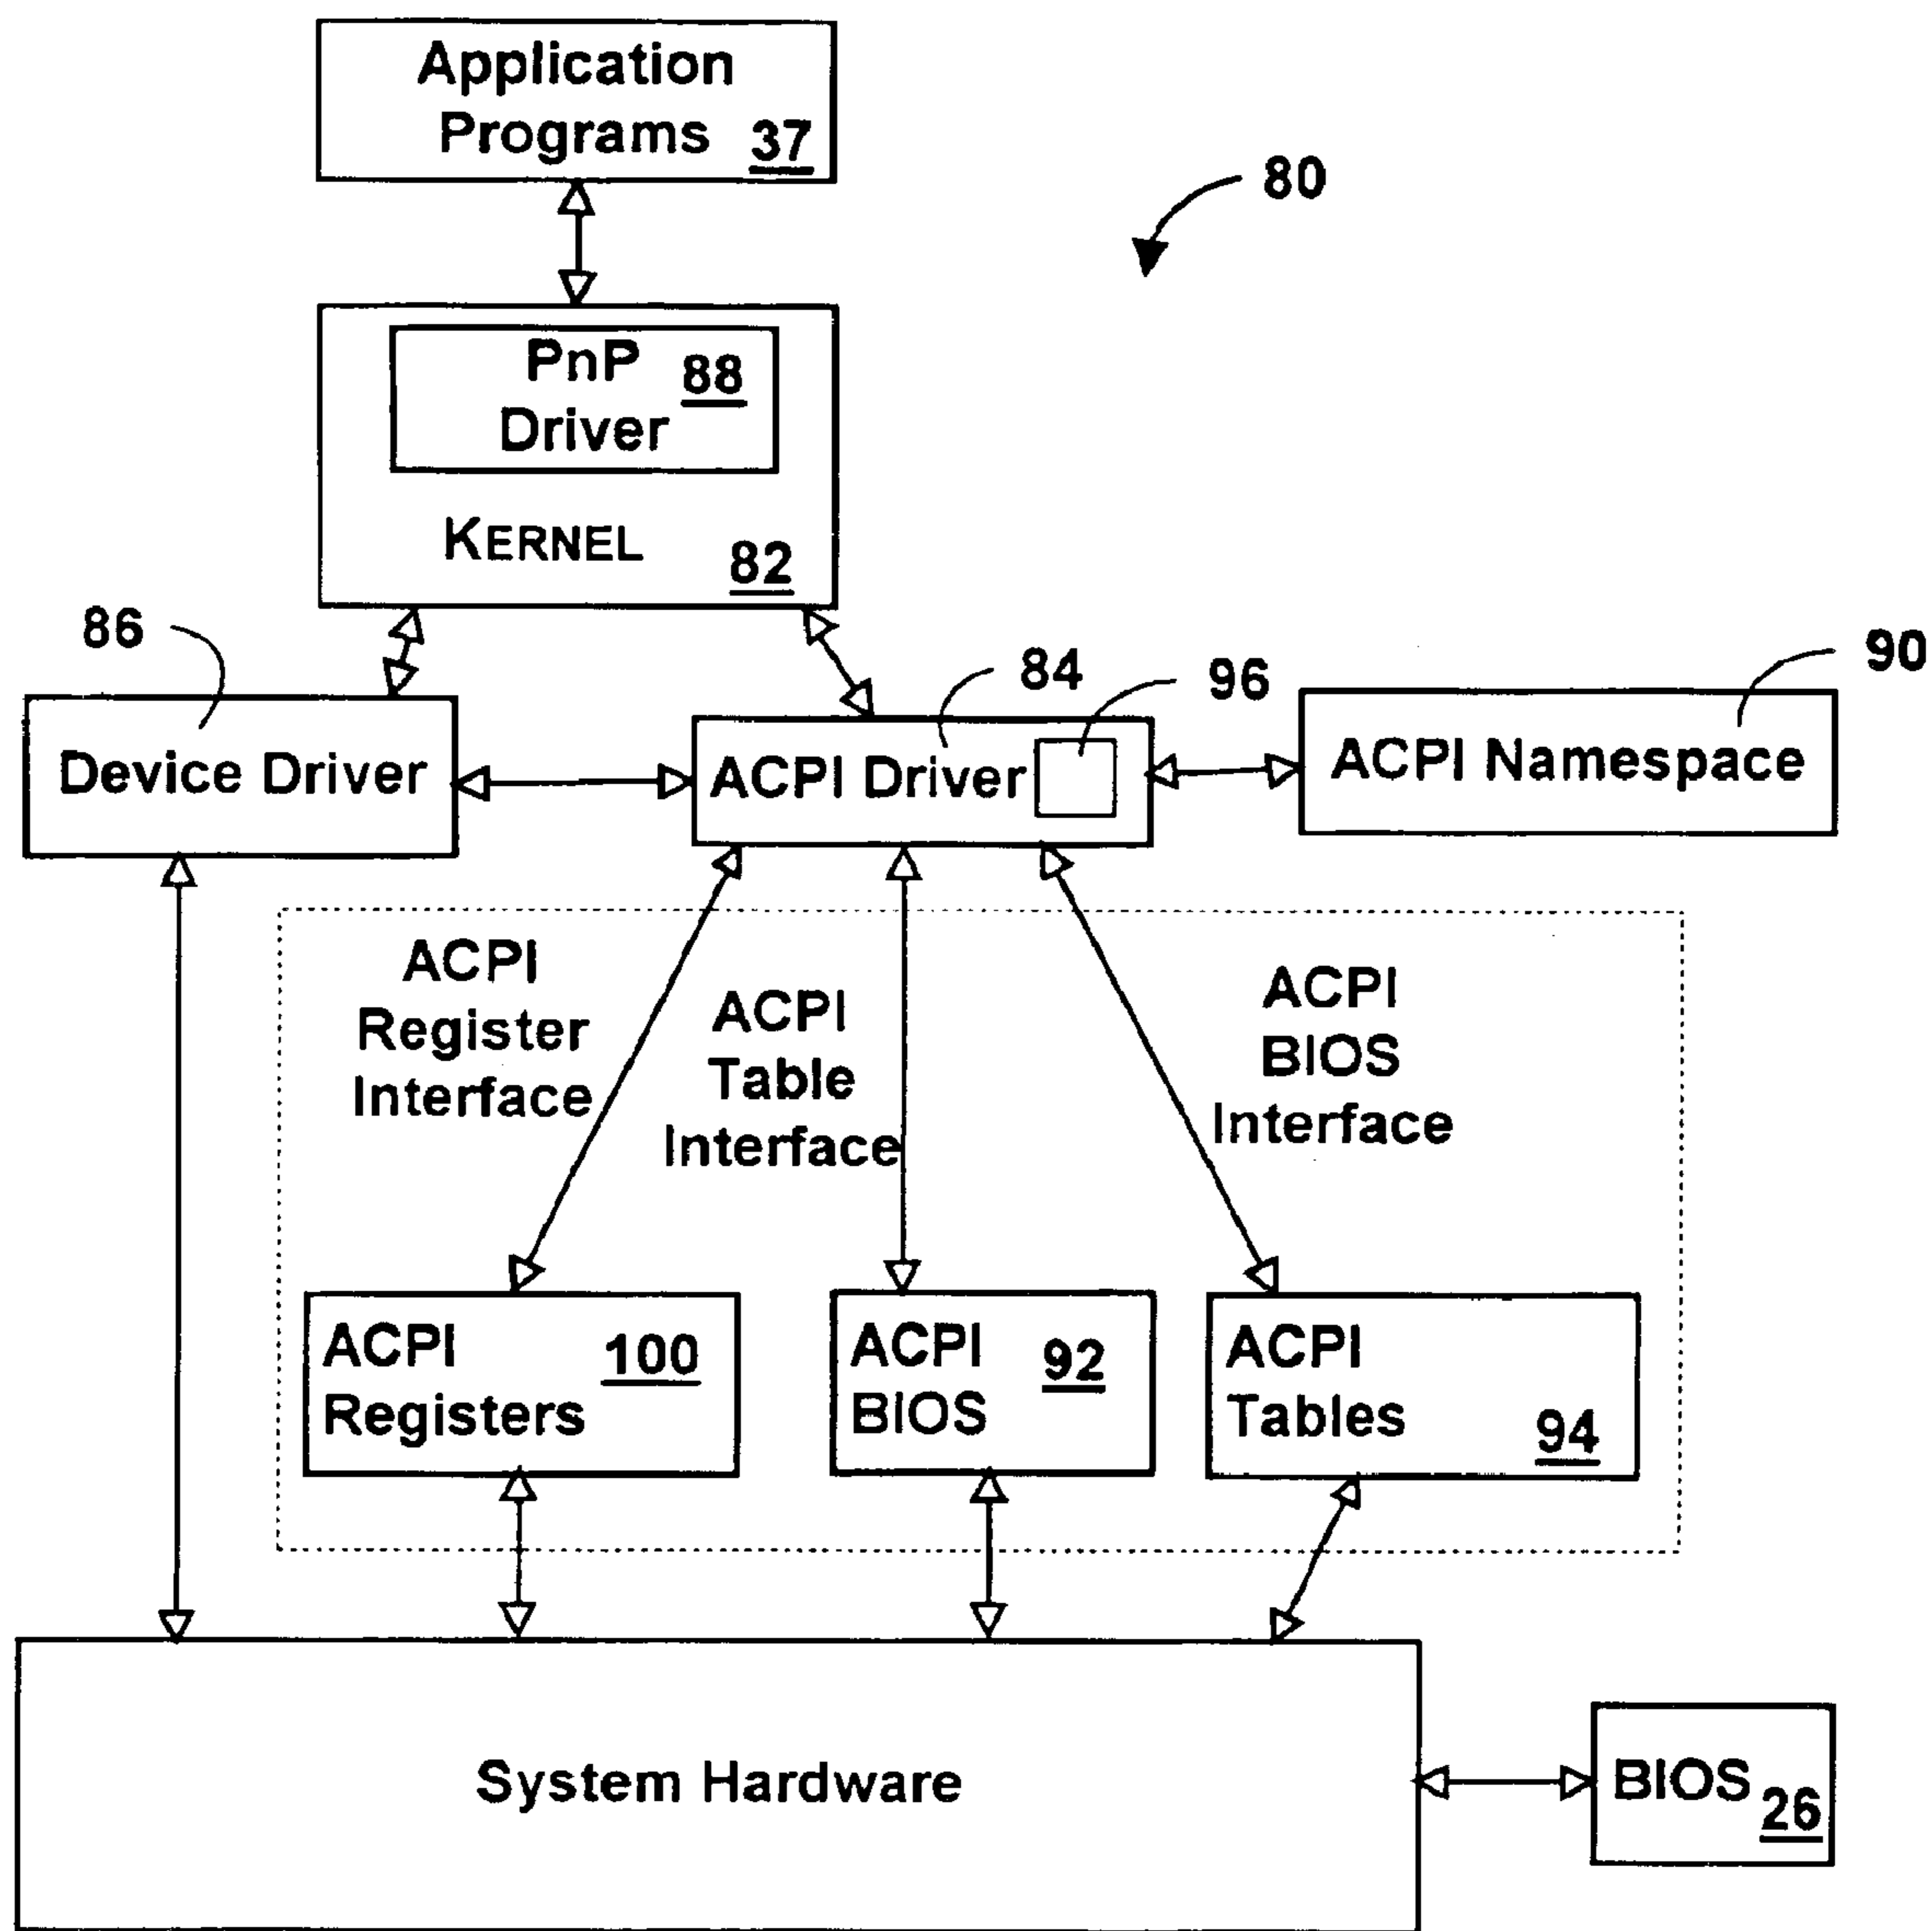 Application
Programs 37
80
PnP
Driver 88
KERNEL
82
86
84
96
90
Device Driver
ACPI Driver
ACPI Namespace
ACPI
Register
Interface
ACPI
Table
Interface
ACPI
BIOS
Interface
ACPI
Registers
100
ACPI
BIOS
92
ACPI
Tables
94
System Hardware
BIOS 26